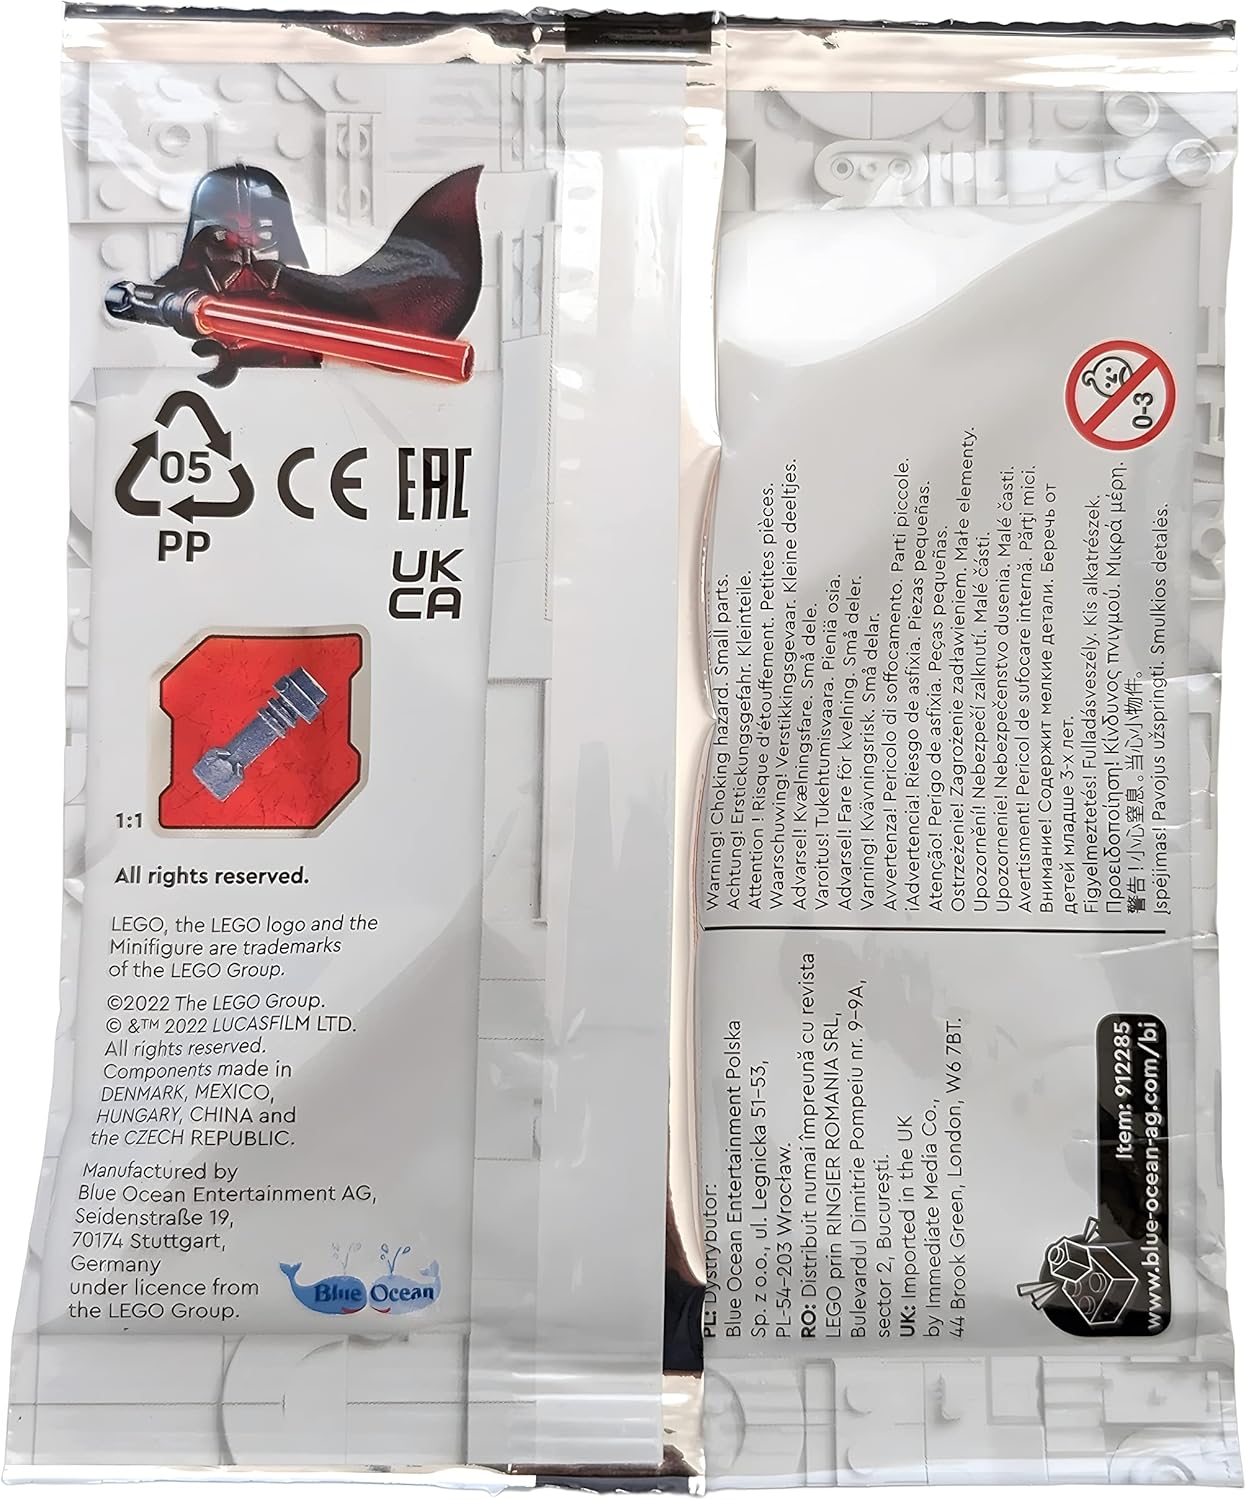 05
PP
CE
EAC
UK
CA
1:1
All rights reserved.
LEGO, the LEGO logo and the
Minifigure are trademarks
of the LEGO Group.
©2022 The LEGO Group.
© &™ 2022 LUCASFILM LTD.
All rights reserved.
Components made in
DENMARK, MEXICO,
HUNGARY, CHINA and
the CZECH REPUBLIC.
Manufactured by
Blue Ocean Entertainment AG,
Seidenstraße 19,
70174 Stuttgart,
Germany
under licence from
the LEGO Group.
Blue Ocean
0-3
Warning! Choking hazard. Small parts.
Achtung! Erstickungsgefahr. Kleinteile.
Attention ! Risque d'étouffement. Petites pièces.
Waarschuwing! Verstikkingsgevaar. Kleine deeltjes.
Advarsel! Kvælningsfare. Små dele.
Varoitus! Tukehtumisvaara. Pieniä osia.
Advarsel! Fare for kvelning. Små deler.
Varning! Kävningsrisk. Små delar.
Avvertenza! Pericolo di soffocamento. Parti piccole.
¡Advertencia! Riesgo de asfixia. Piezas pequeñas.
Atenção! Perigo de asfixia. Peças pequenas.
Ostrzeżenie! Zagrożenie zadławieniem. Małe elementy.
Upozornění! Nebezpečí zalknutí. Malé části.
Upozornenie! Nebezpečenstvo dusenia. Malé časti.
Avertisment! Pericol de sufocare internă. Părți mici.
Внимание! Содержит мелкие детали. Беречь от
детей младше 3-х лет.
Figyelmeztetés! Fulladásveszély. Kis alkatrészek.
Προειδοποίηση! Κίνδυνος πνιγμού. Μικρά μέρη.
警告！小心窒息。当心小物件。
Įspėjimas! Pavojus užspringti. Smulkios detalės.
PL: Dystrybutor:
Blue Ocean Entertainment Polska
Sp. z o.o., ul. Legnicka 51-53,
PL-54-203 Wrocław.
RO: Distribuit numai împreună cu revista
LEGO prin RINGIER ROMANIA SRL,
Bulevardul Dimitrie Pompeiu nr. 9-9A,
sector 2, București.
UK: Imported in the UK
by Immediate Media Co.,
44 Brook Green, London, W6 7BT.
Item: 912285
www.blue-ocean-ag.com/bi